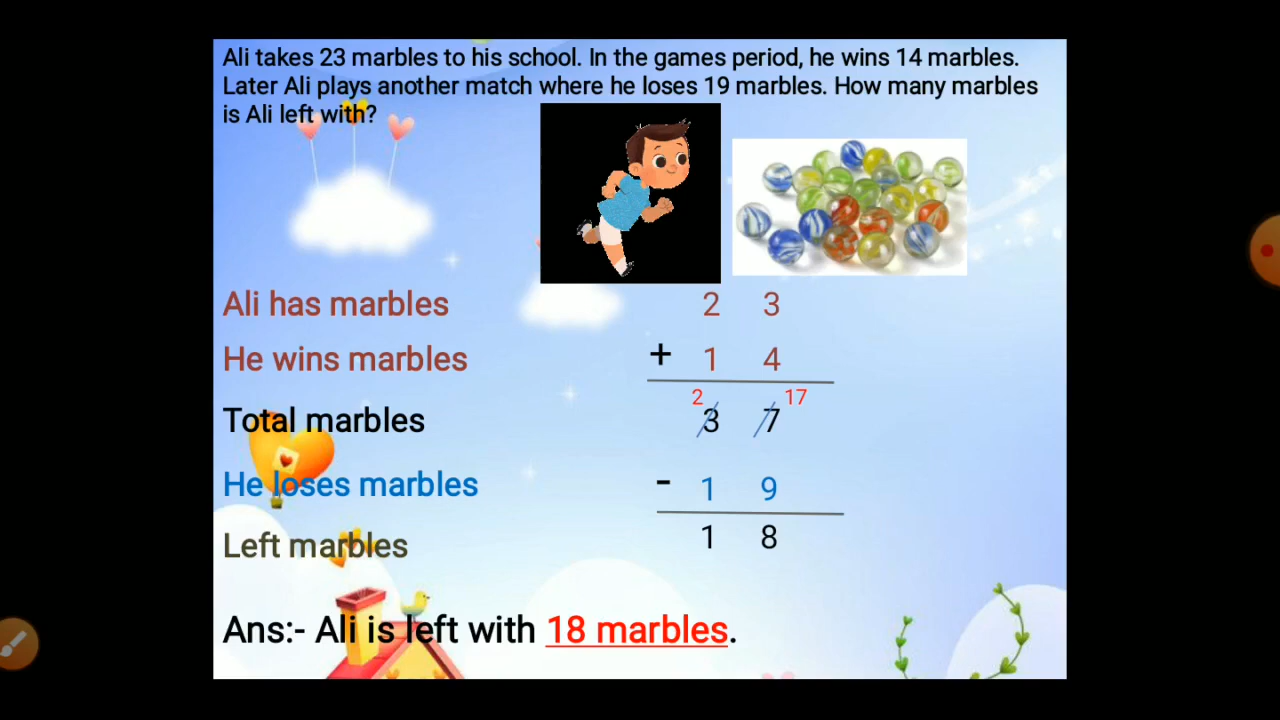 Ali takes 23 marbles to his school. In the games period, he wins 14 marbles.
Later Ali plays another match where he loses 19 marbles. How many marbles
is Ali left with?
Ali has marbles 2 3
He wins marbles + 1 4
2 17
Total marbles 3 7
He loses marbles - 1 9
Left marbles 1 8
Ans:- Ali is left with 18 marbles.